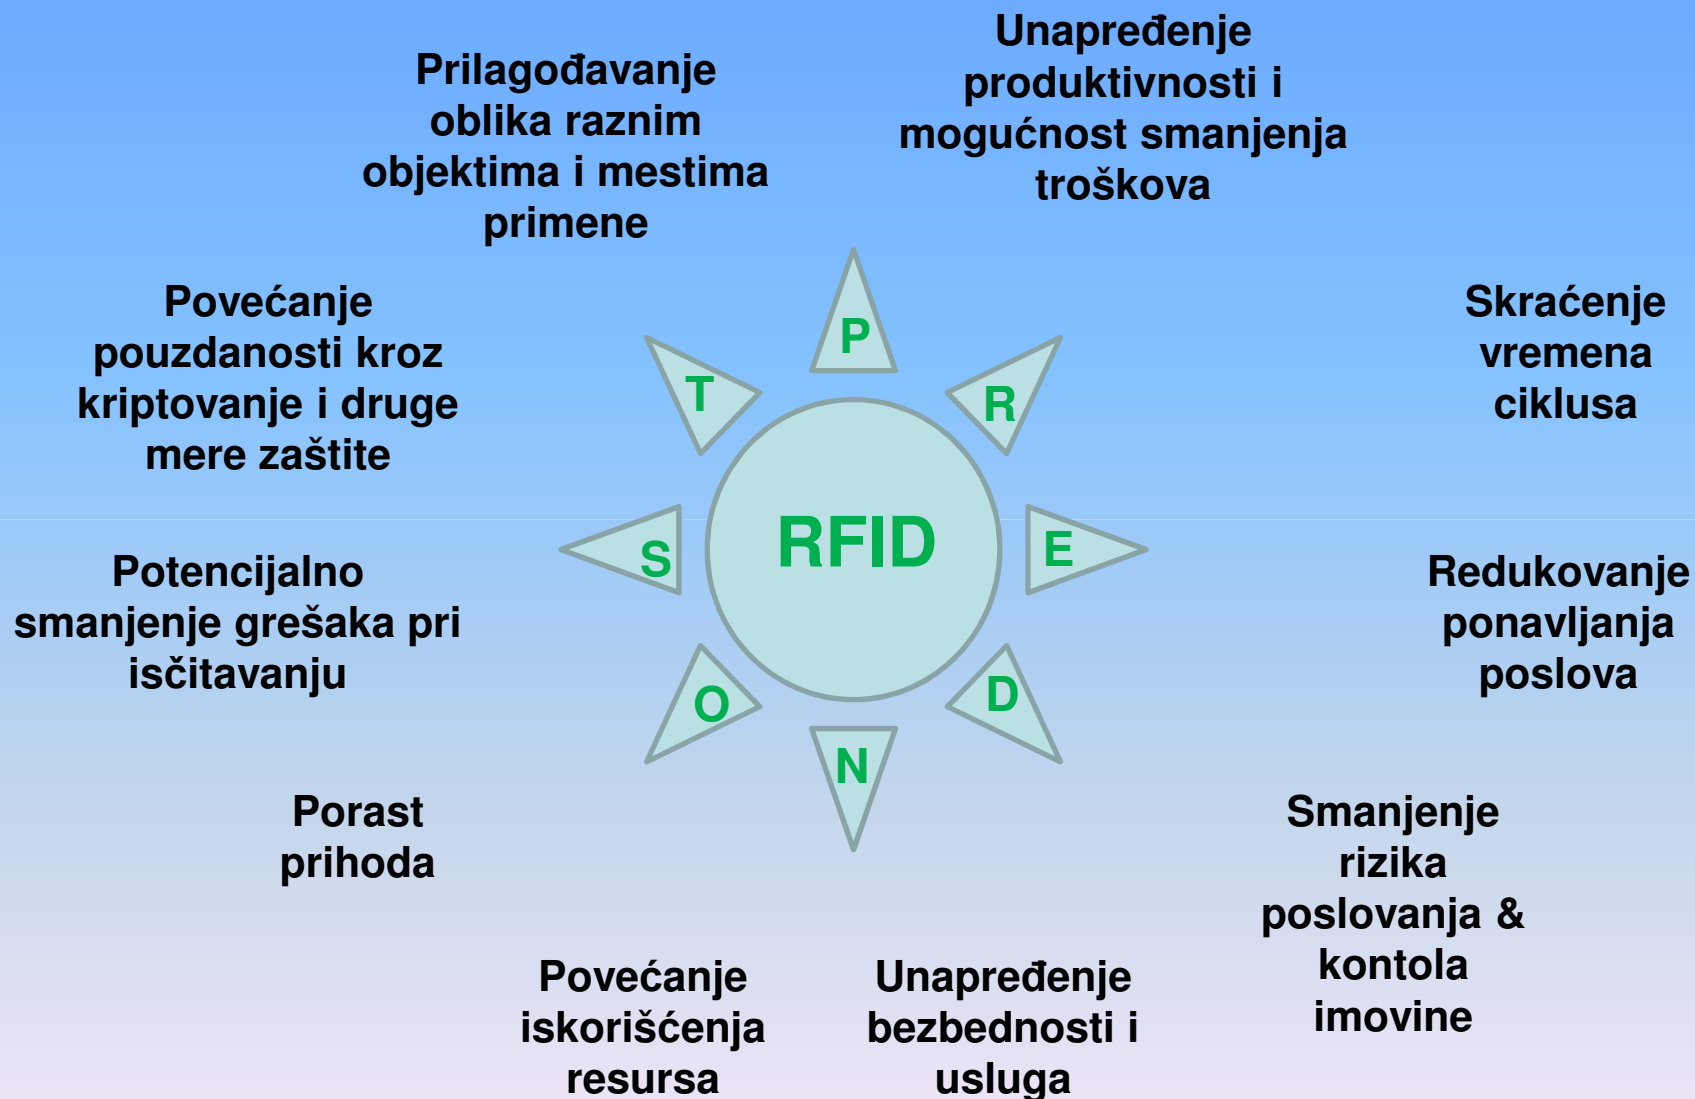 Unapređenje
produktivnosti i
mogućnost smanjenja
troškova
Prilagođavanje
oblika raznim
objektima i mestima
primene
Skraćenje
vremena
ciklusa
Povećanje
pouzdanosti kroz
kriptovanje i druge
mere zaštite
P
R
E
D
N
O
S
T
RFID
Redukovanje
ponavljanja
poslova
Potencijalno
smanjenje grešaka pri
isčitavanju
Smanjenje
rizika
poslovanja &
kontola
imovine
Porast
prihoda
Povećanje
iskorišćenja
resursa
Unapređenje
bezbednosti i
usluga